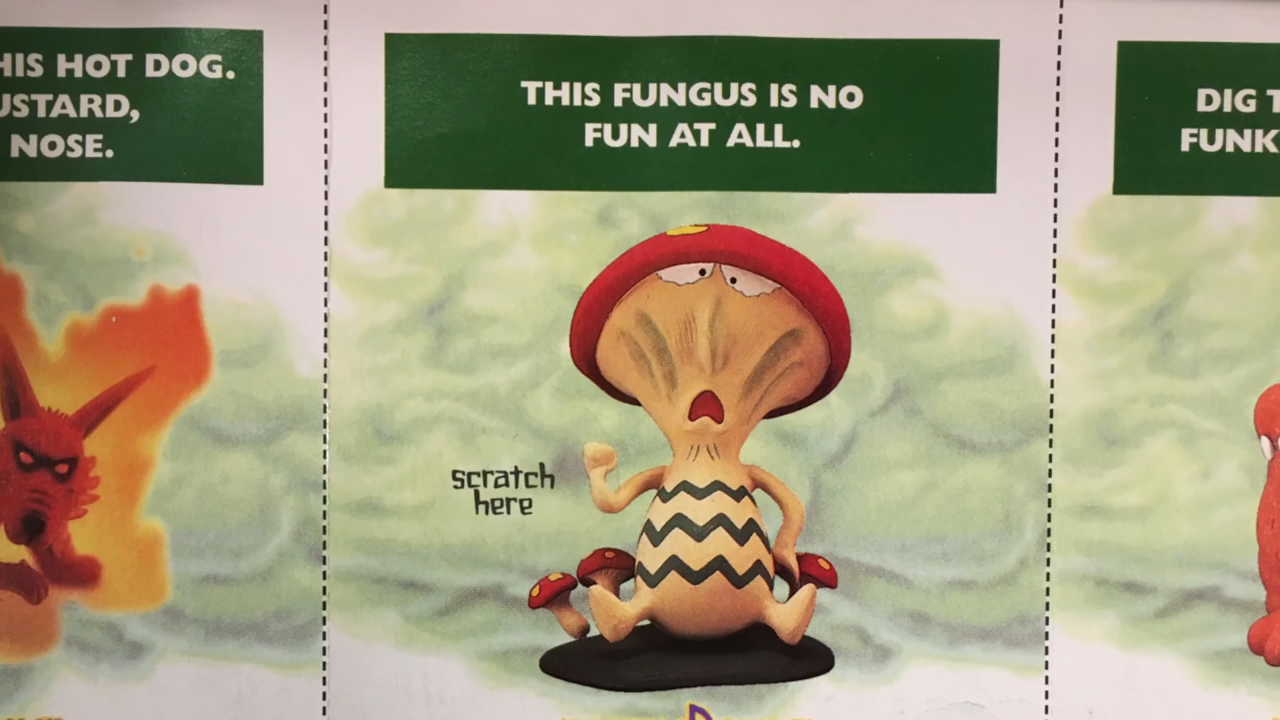 HIS HOT DOG.
USTARD,
NOSE.
THIS FUNGUS IS NO
FUN AT ALL.
scratch
here
DIG T
FUNK